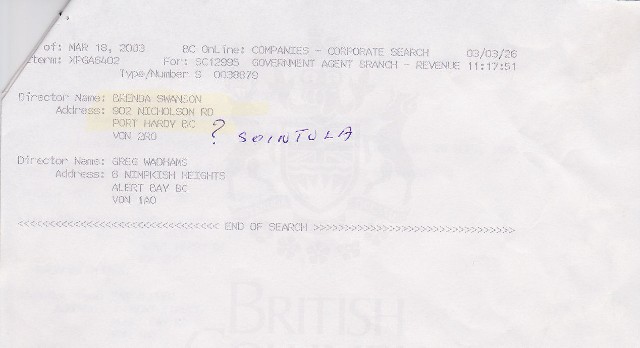 of: MAR 18, 2003 BC OnLine: COMPANIES - CORPORATE SEARCH 03/03/26
term: XPGA6402 For: SC12995 GOVERNMENT AGENT BRANCH - REVENUE 11:17:51
Type/Number S 0038879
Director Name: BRENDA SWANSON
Address: 902 NICHOLSON RD
PORT HARDY BC
V0N 2R0 ? SOINTULA
Director Name: GREG WADHAMS
Address: 6 NIMPKISH HEIGHTS
ALERT BAY BC
V0N 1A0
<<<<<<<<<<<<<<<<<<<<<<<<<<<<<<<<<< END OF SEARCH >>>>>>>>>>>>>>>>>>>>>>>>>>>>>>>>>>
BRITISH